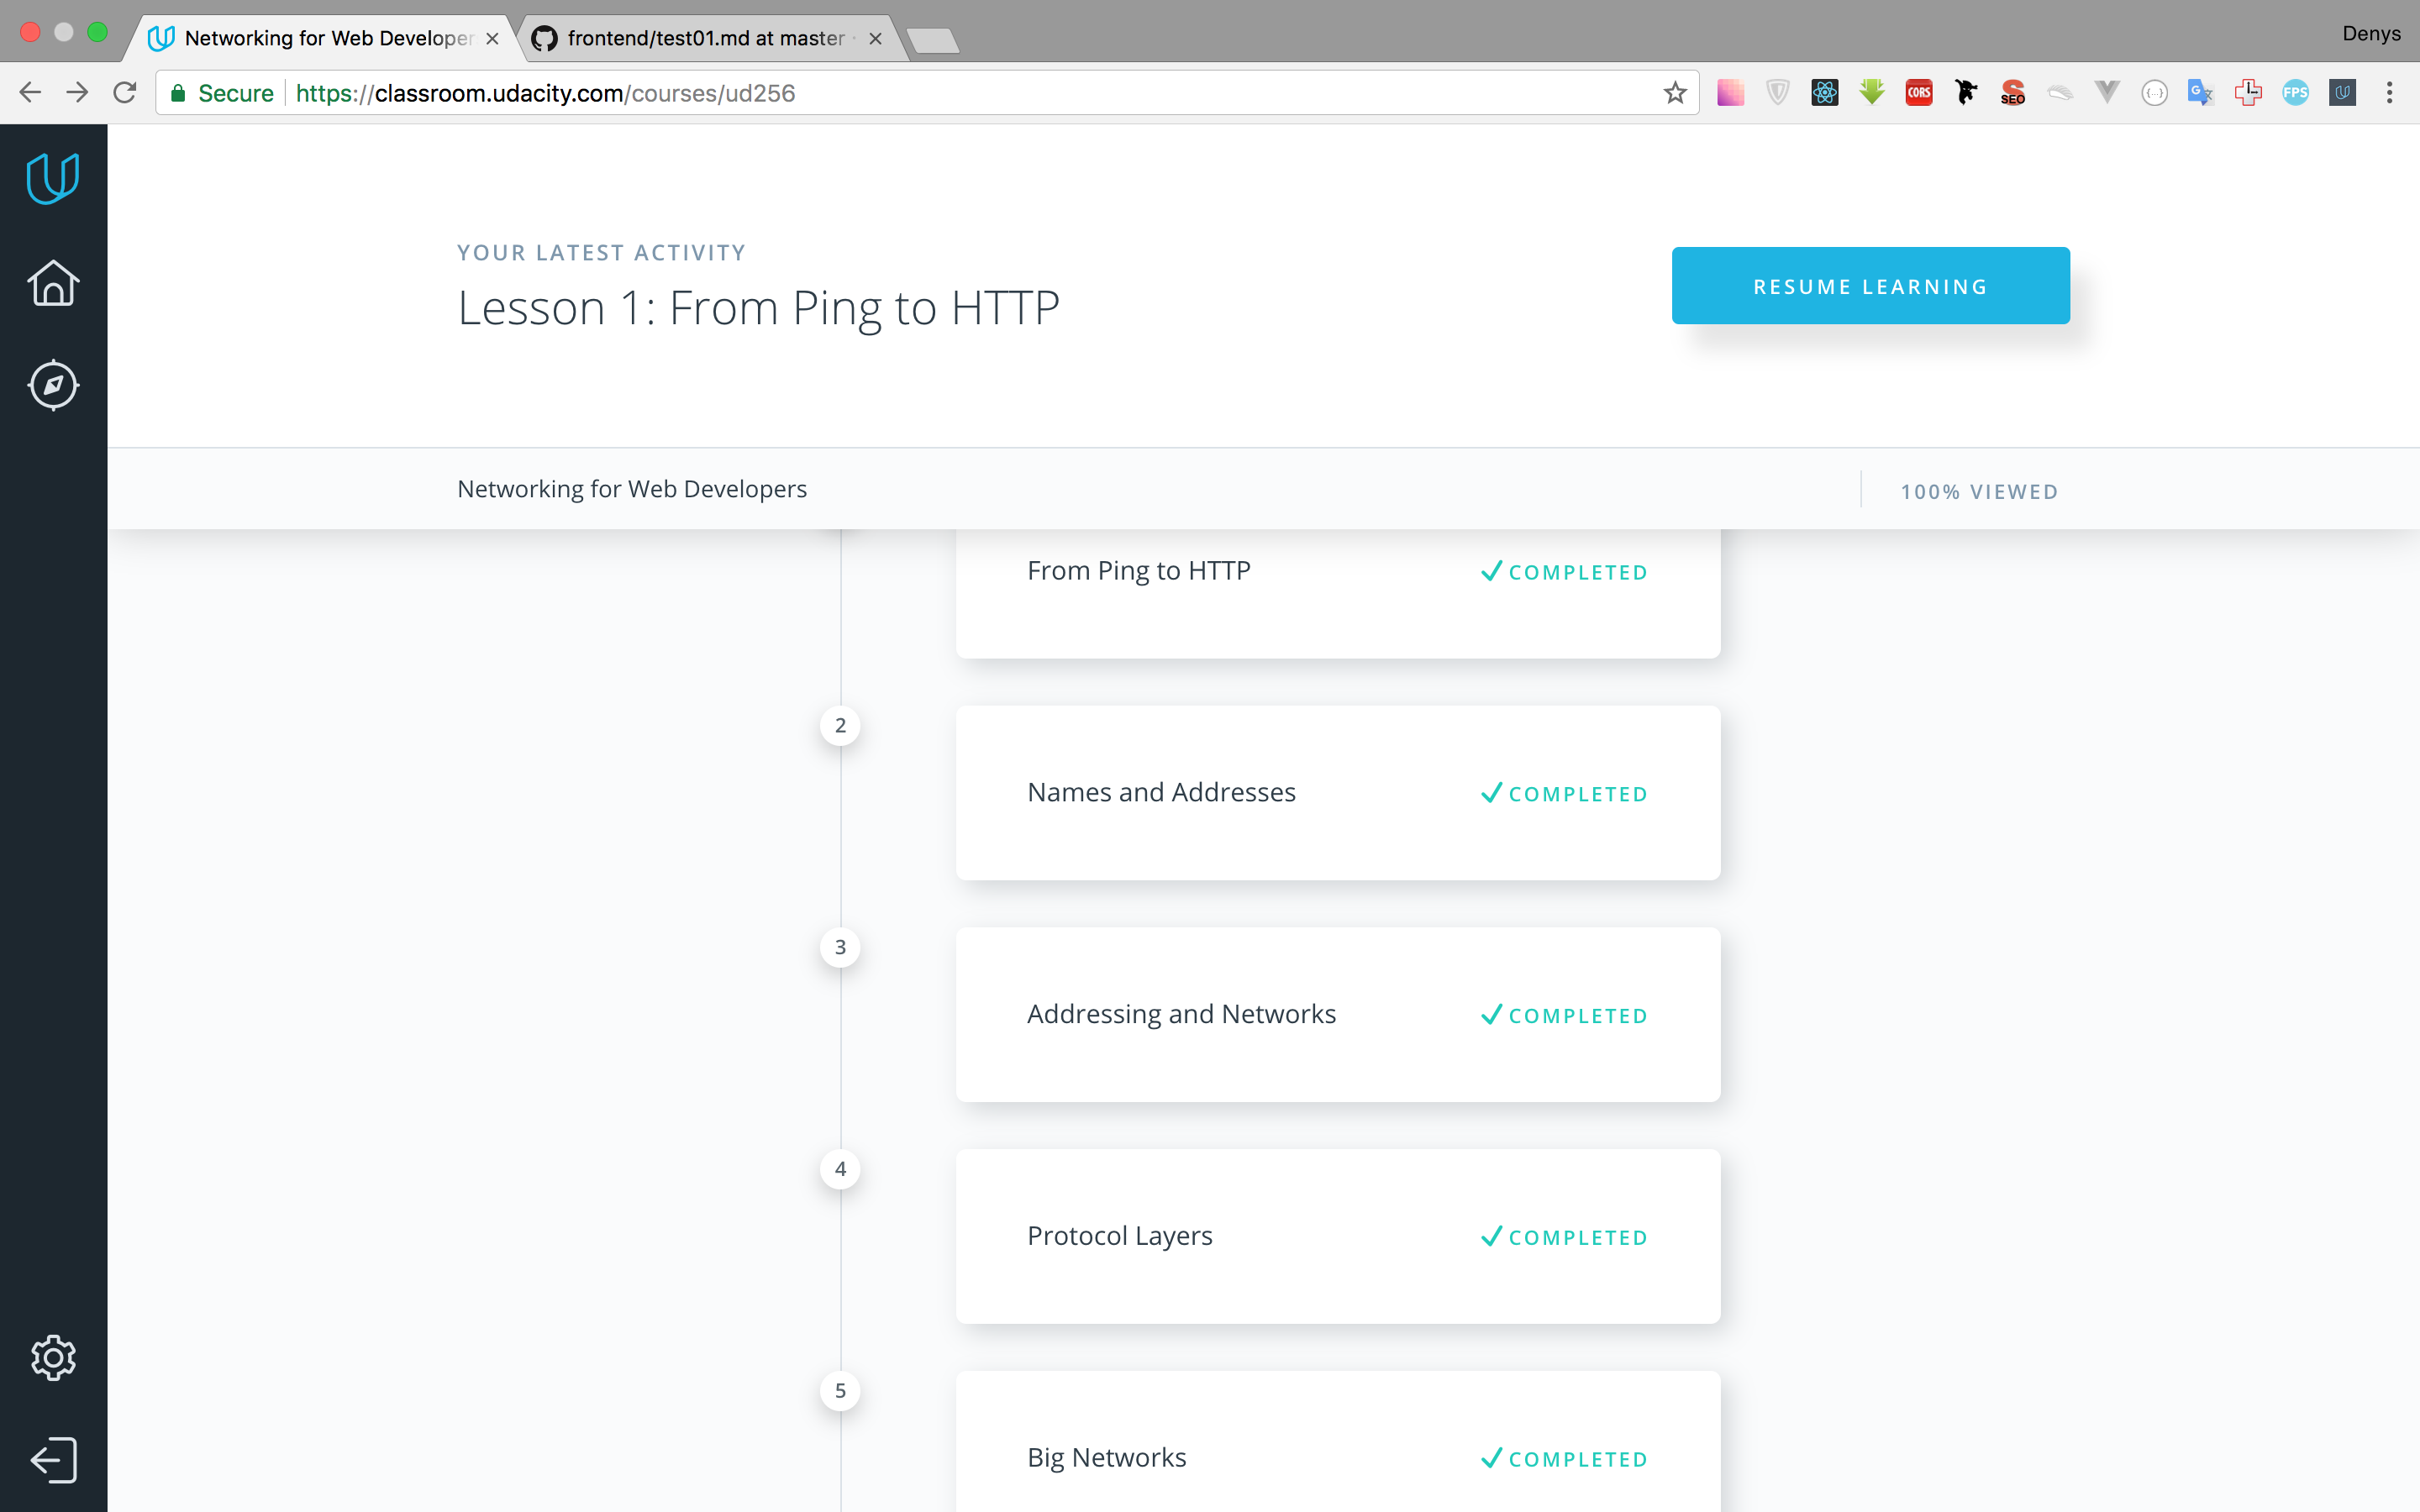 Networking for Web Developer
frontend/test01.md at master
Denys
Secure
https://classroom.udacity.com/courses/ud256
CORS
SEO
FPS
YOUR LATEST ACTIVITY
Lesson 1: From Ping to HTTP
RESUME LEARNING
Networking for Web Developers
100% VIEWED
From Ping to HTTP
COMPLETED
2
Names and Addresses
COMPLETED
3
Addressing and Networks
COMPLETED
4
Protocol Layers
COMPLETED
5
Big Networks
COMPLETED